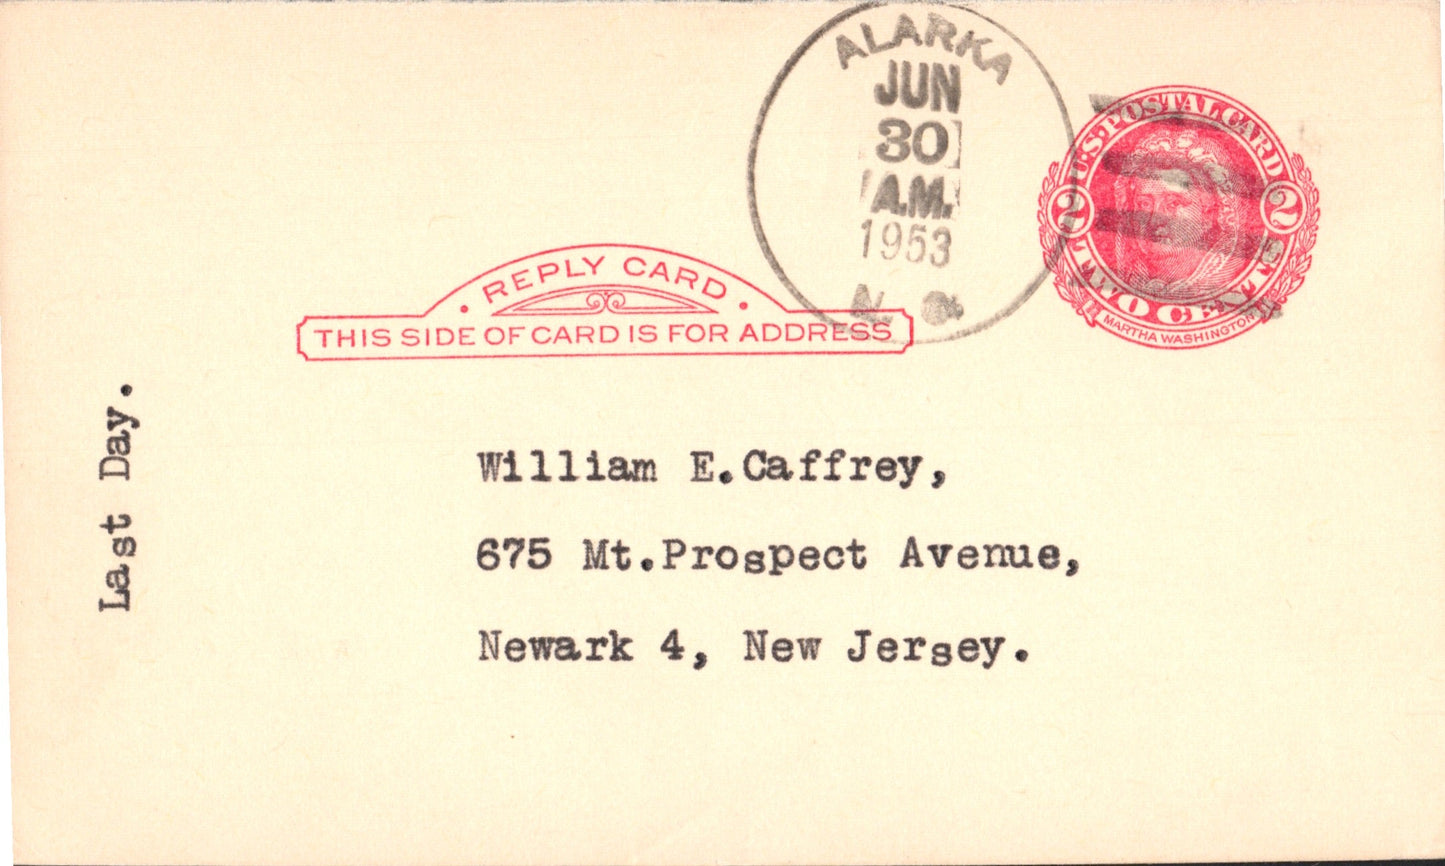 ALARKA
JUN
30
A.M.
1953
N. C.
U.S. POSTAL CARD
2 2
TWO CENTS
MARTHA WASHINGTON
· REPLY CARD ·
THIS SIDE OF CARD IS FOR ADDRESS
Last Day.
William E.Caffrey,
675 Mt.Prospect Avenue,
Newark 4, New Jersey.